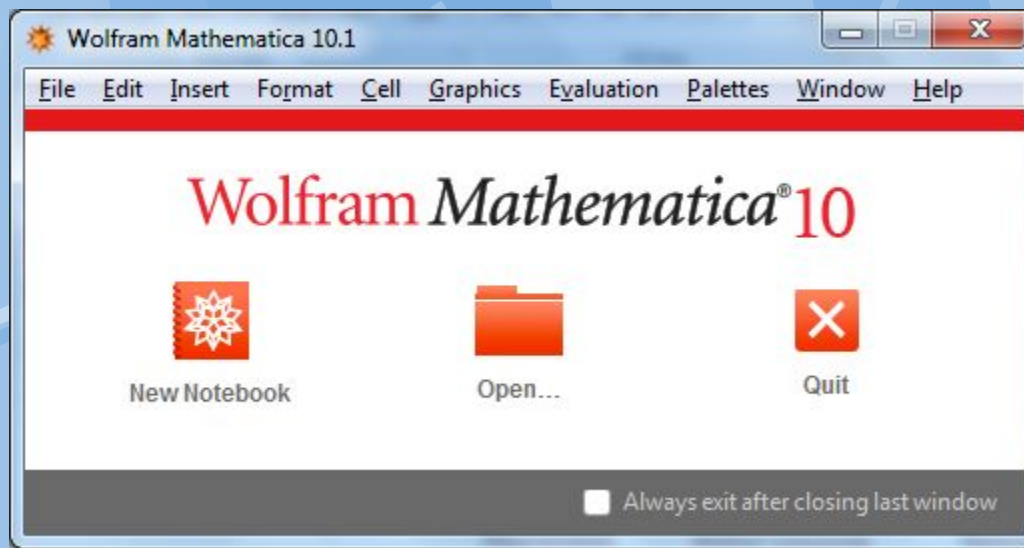 Wolfram Mathematica 10.1
File Edit Insert Format Cell Graphics Evaluation Palettes Window Help
Wolfram Mathematica® 10
New Notebook Open... Quit
Always exit after closing last window